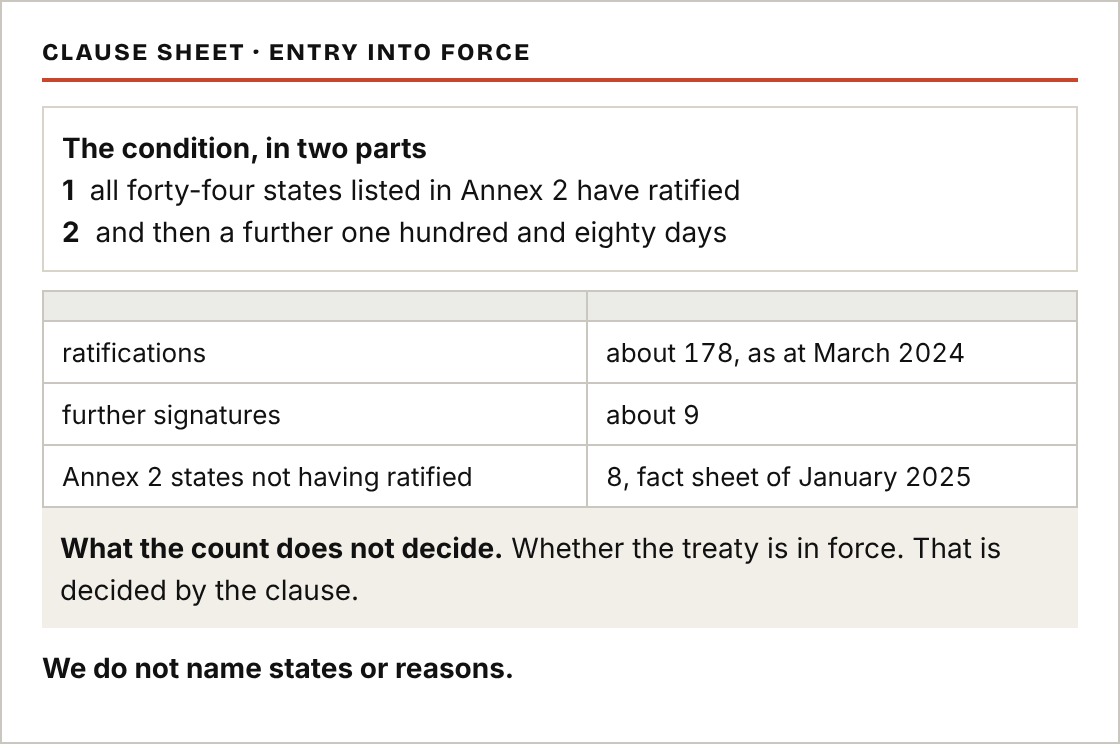 CLAUSE SHEET · ENTRY INTO FORCE
The condition, in two parts
1 all forty-four states listed in Annex 2 have ratified
2 and then a further one hundred and eighty days
ratifications about 178, as at March 2024
further signatures about 9
Annex 2 states not having ratified 8, fact sheet of January 2025
What the count does not decide. Whether the treaty is in force. That is
decided by the clause.
We do not name states or reasons.